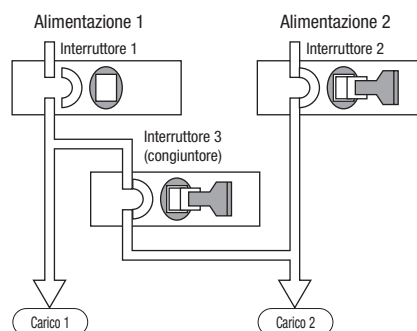 Alimentazione 1
Alimentazione 2
Interruttore 1
Interruttore 2
Interruttore 3
(congiuntore)
Carico 1
Carico 2